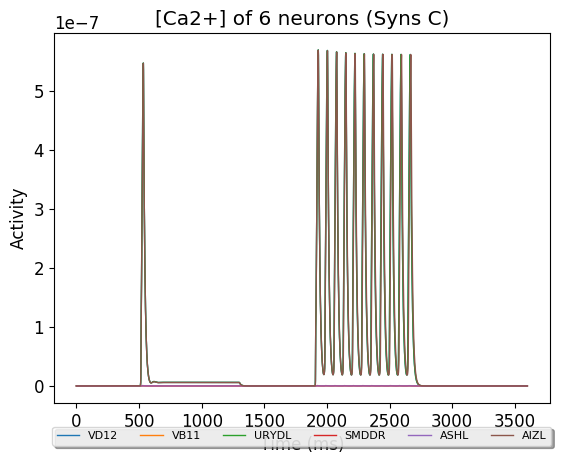 [Ca2+] of 6 neurons (Syns C)
1e−7
5
4
3
2
1
0
Activity
0 500 1000 1500 2000 2500 3000 3500
Time (ms)
VD12 VB11 URYDL SMDDR ASHL AIZL